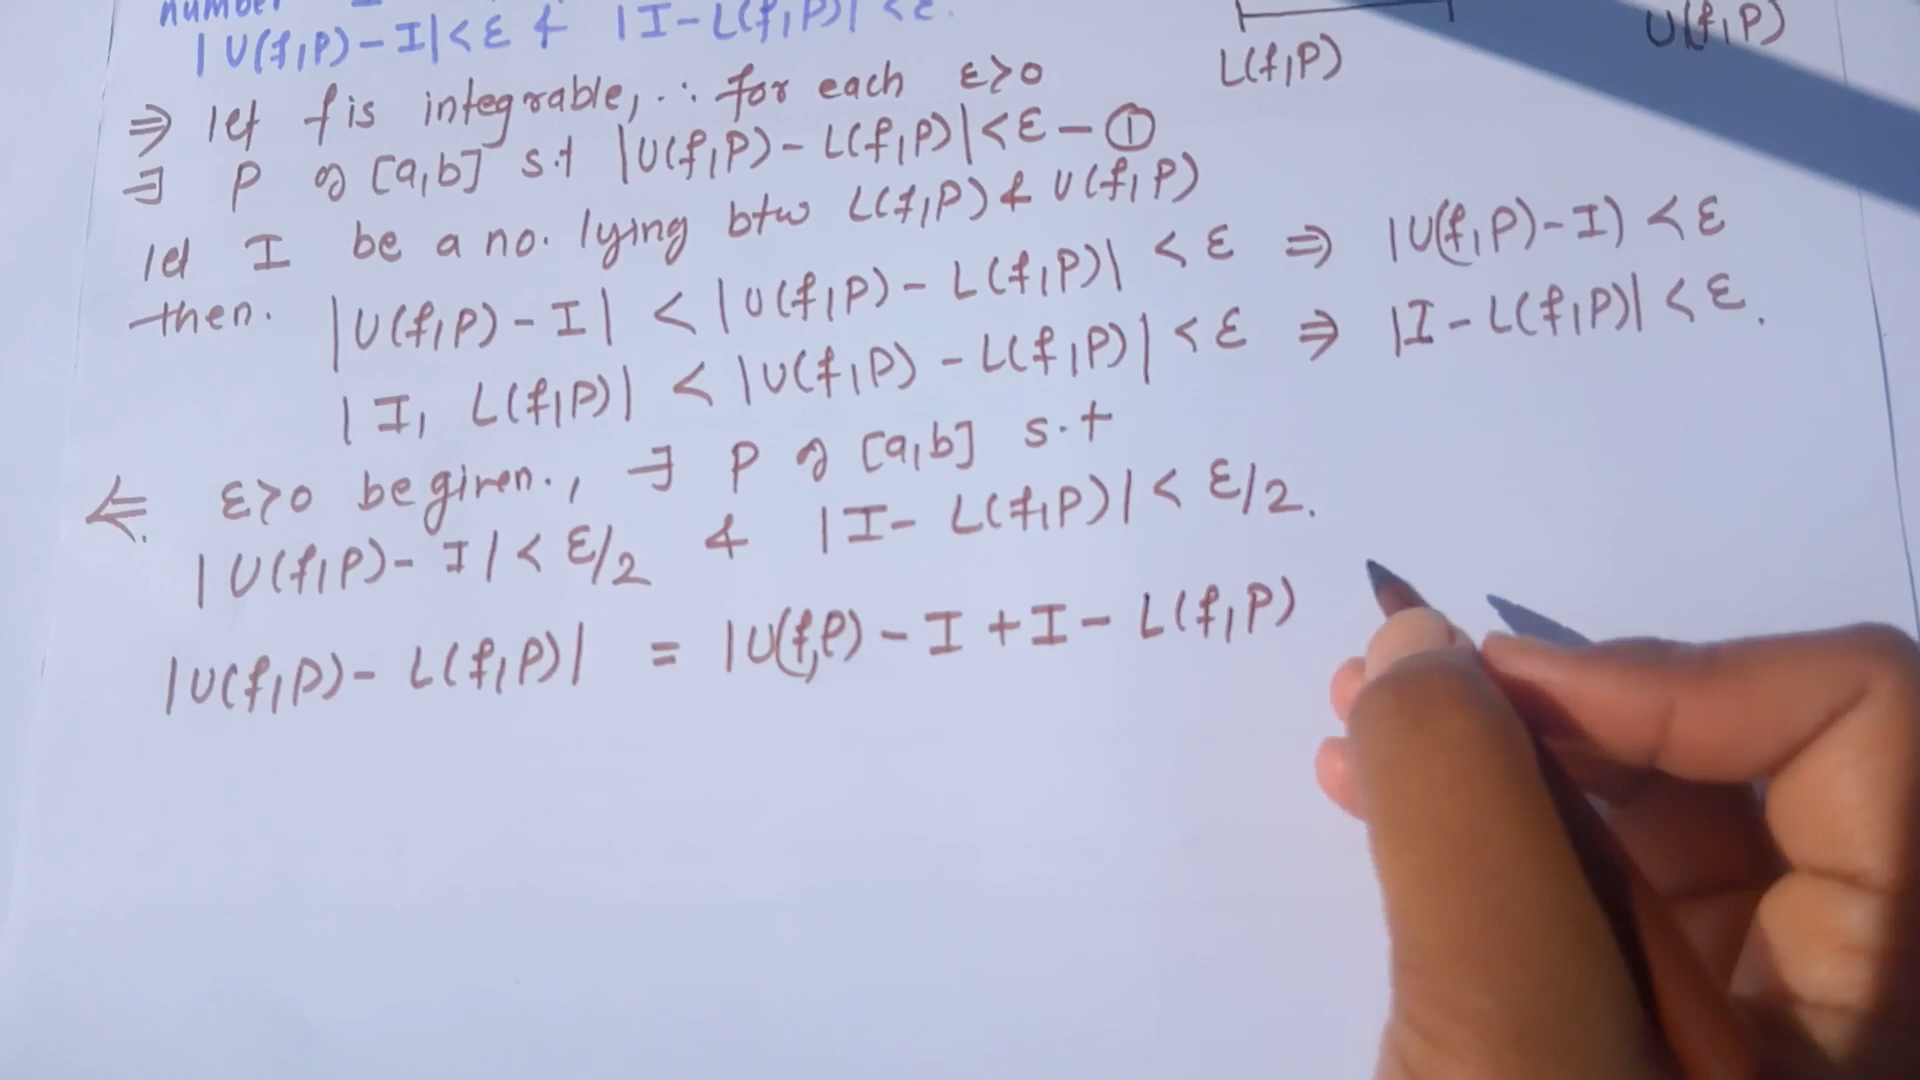 number
|U(f,P)-I|<ε & |I-L(f,P)|<ε.
L(f,P)
U(f,P)
⇒ let f is integrable, ∴ for each ε>0
∃ P of [a,b] s.t |U(f,P)-L(f,P)|<ε-①
let I be a no. lying btw L(f,P) & U(f,P)
then. |U(f,P)-I| < |U(f,P)-L(f,P)| < ε ⇒ |U(f,P)-I) < ε
|I, L(f,P)| < |U(f,P)-L(f,P)| < ε ⇒ |I-L(f,P)| < ε.
⇐. ε>0 be given., ∃ P of [a,b] s.t
|U(f,P)-I| < ε/2 & |I-L(f,P)| < ε/2.
|U(f,P)-L(f,P)| = |U(f,P)-I+I-L(f,P)